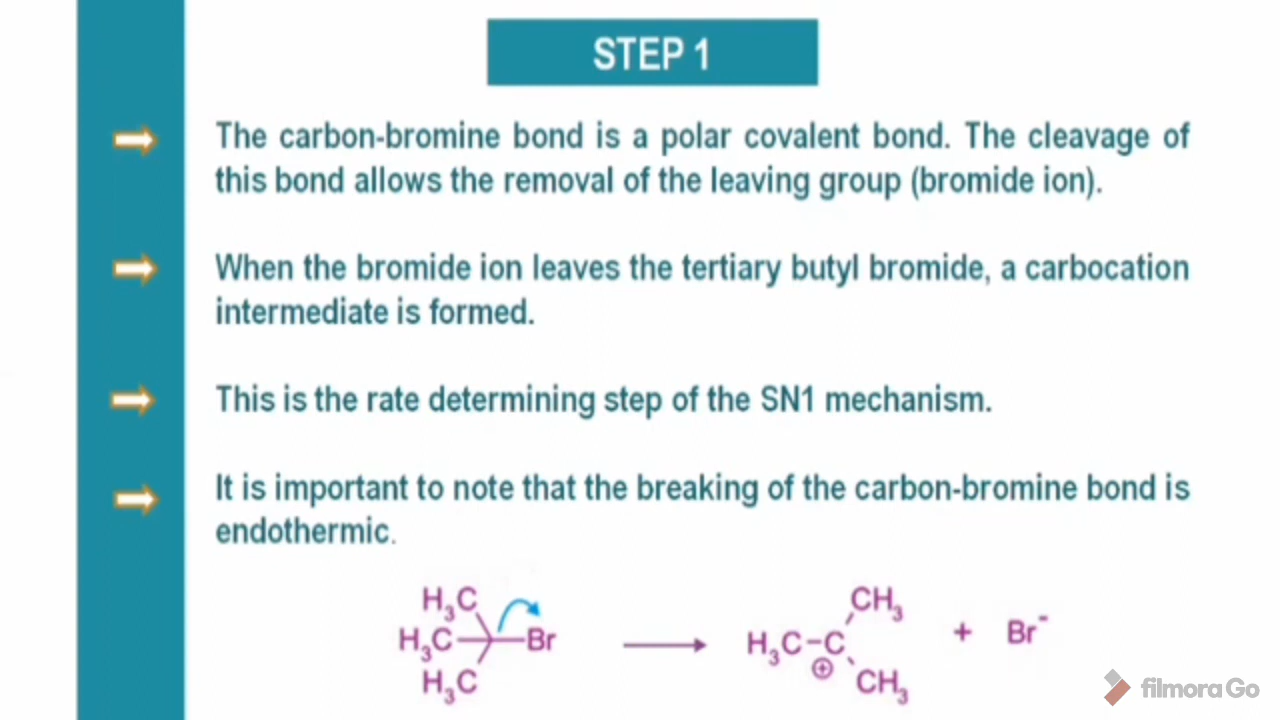 STEP 1
The carbon-bromine bond is a polar covalent bond. The cleavage of
this bond allows the removal of the leaving group (bromide ion).
When the bromide ion leaves the tertiary butyl bromide, a carbocation
intermediate is formed.
This is the rate determining step of the SN1 mechanism.
It is important to note that the breaking of the carbon-bromine bond is
endothermic.
H₃C
H₃C Br
H₃C
CH₃
H₃C-C + Br⁻
⊕
CH₃
filmoraGo